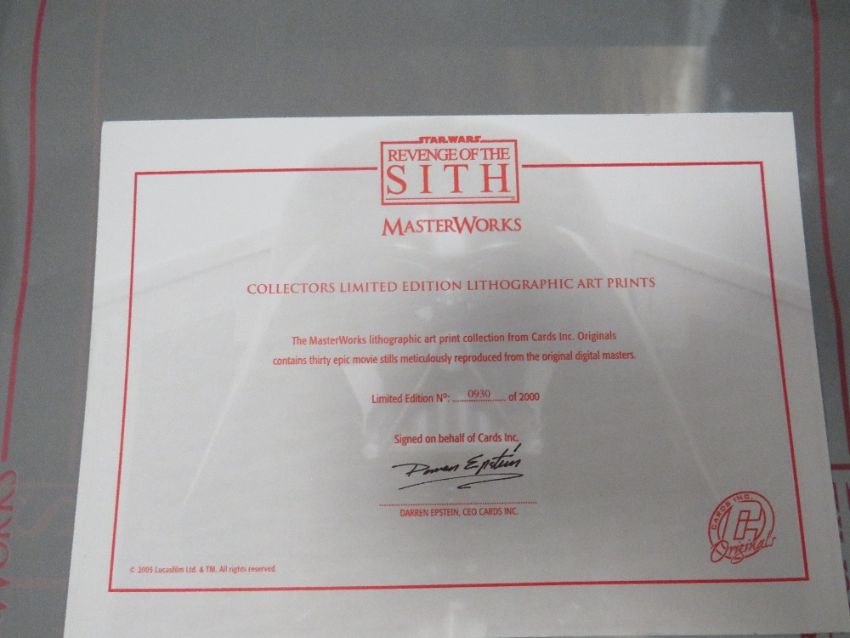 STAR WARS
REVENGE OF THE
SITH
MASTERWORKS
COLLECTORS LIMITED EDITION LITHOGRAPHIC ART PRINTS
The MasterWorks lithographic art print collection from Cards Inc. Originals
contains thirty epic movie stills meticulously reproduced from the original digital masters.
Limited Edition Nº: 0930 of 2000
Signed on behalf of Cards Inc.
Darren Epstein
DARREN EPSTEIN, CEO CARDS INC.
CARDS INC.
Originals
© 2005 Lucasfilm Ltd. & TM. All rights reserved.
WORKS